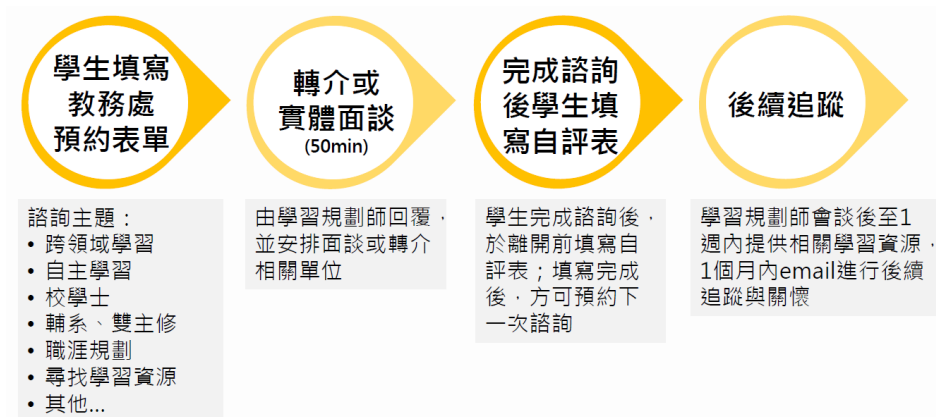 學生填寫
教務處
預約表單
諮詢主題：
• 跨領域學習
• 自主學習
• 校學士
• 輔系、雙主修
• 職涯規劃
• 尋找學習資源
• 其他...
轉介或
實體面談
(50min)
由學習規劃師回覆，
並安排面談或轉介
相關單位
完成諮詢
後學生填
寫自評表
學生完成諮詢後，
於離開前填寫自
評表；填寫完成
後，方可預約下
一次諮詢
後續追蹤
學習規劃師會談後至1
週內提供相關學習資源，
1個月內email進行後續
追蹤與關懷